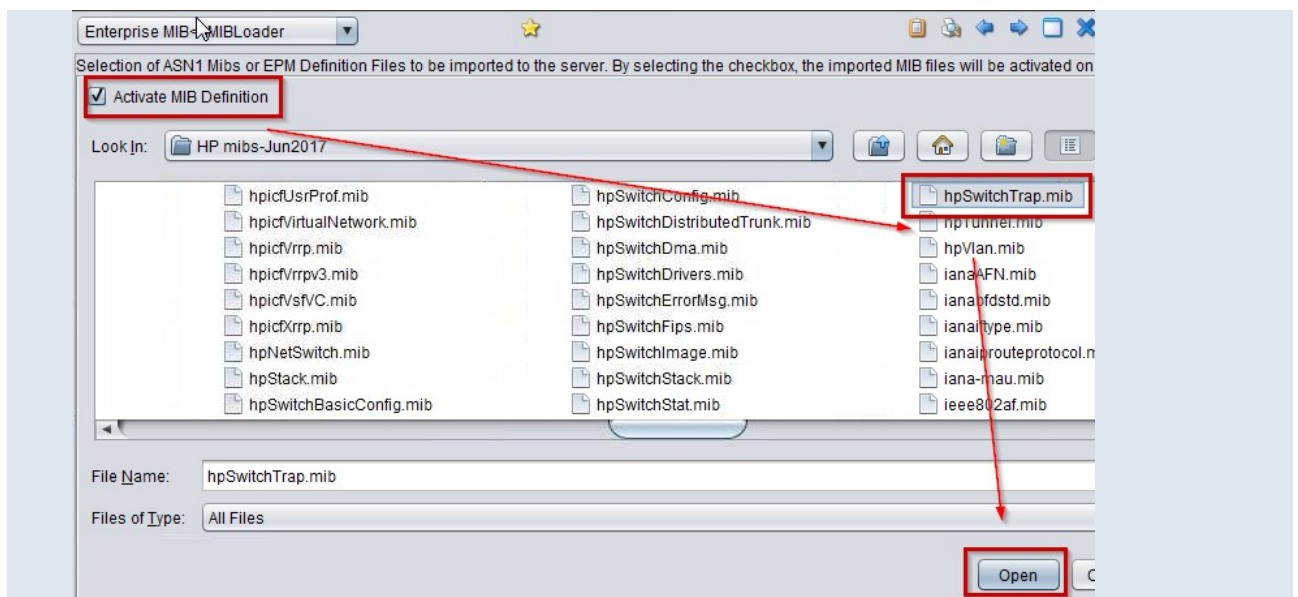 Enterprise MIB<-MIBLoader
Selection of ASN1 Mibs or EPM Definition Files to be imported to the server. By selecting the checkbox, the imported MIB files will be activated on
Activate MIB Definition
Look In: HP mibs-Jun2017
hpicfUsrProf.mib
hpicfVirtualNetwork.mib
hpicfVrrp.mib
hpicfVrrpv3.mib
hpicfVsfVC.mib
hpicfXrrp.mib
hpNetSwitch.mib
hpStack.mib
hpSwitchBasicConfig.mib
hpSwitchConfig.mib
hpSwitchDistributedTrunk.mib
hpSwitchDma.mib
hpSwitchDrivers.mib
hpSwitchErrorMsg.mib
hpSwitchFips.mib
hpSwitchImage.mib
hpSwitchStack.mib
hpSwitchStat.mib
hpSwitchTrap.mib
hpTunnel.mib
hpVlan.mib
ianaAFN.mib
ianabfdstd.mib
ianaiftype.mib
ianaiprouteprotocol.m
iana-mau.mib
ieee802af.mib
File Name: hpSwitchTrap.mib
Files of Type: All Files
Open